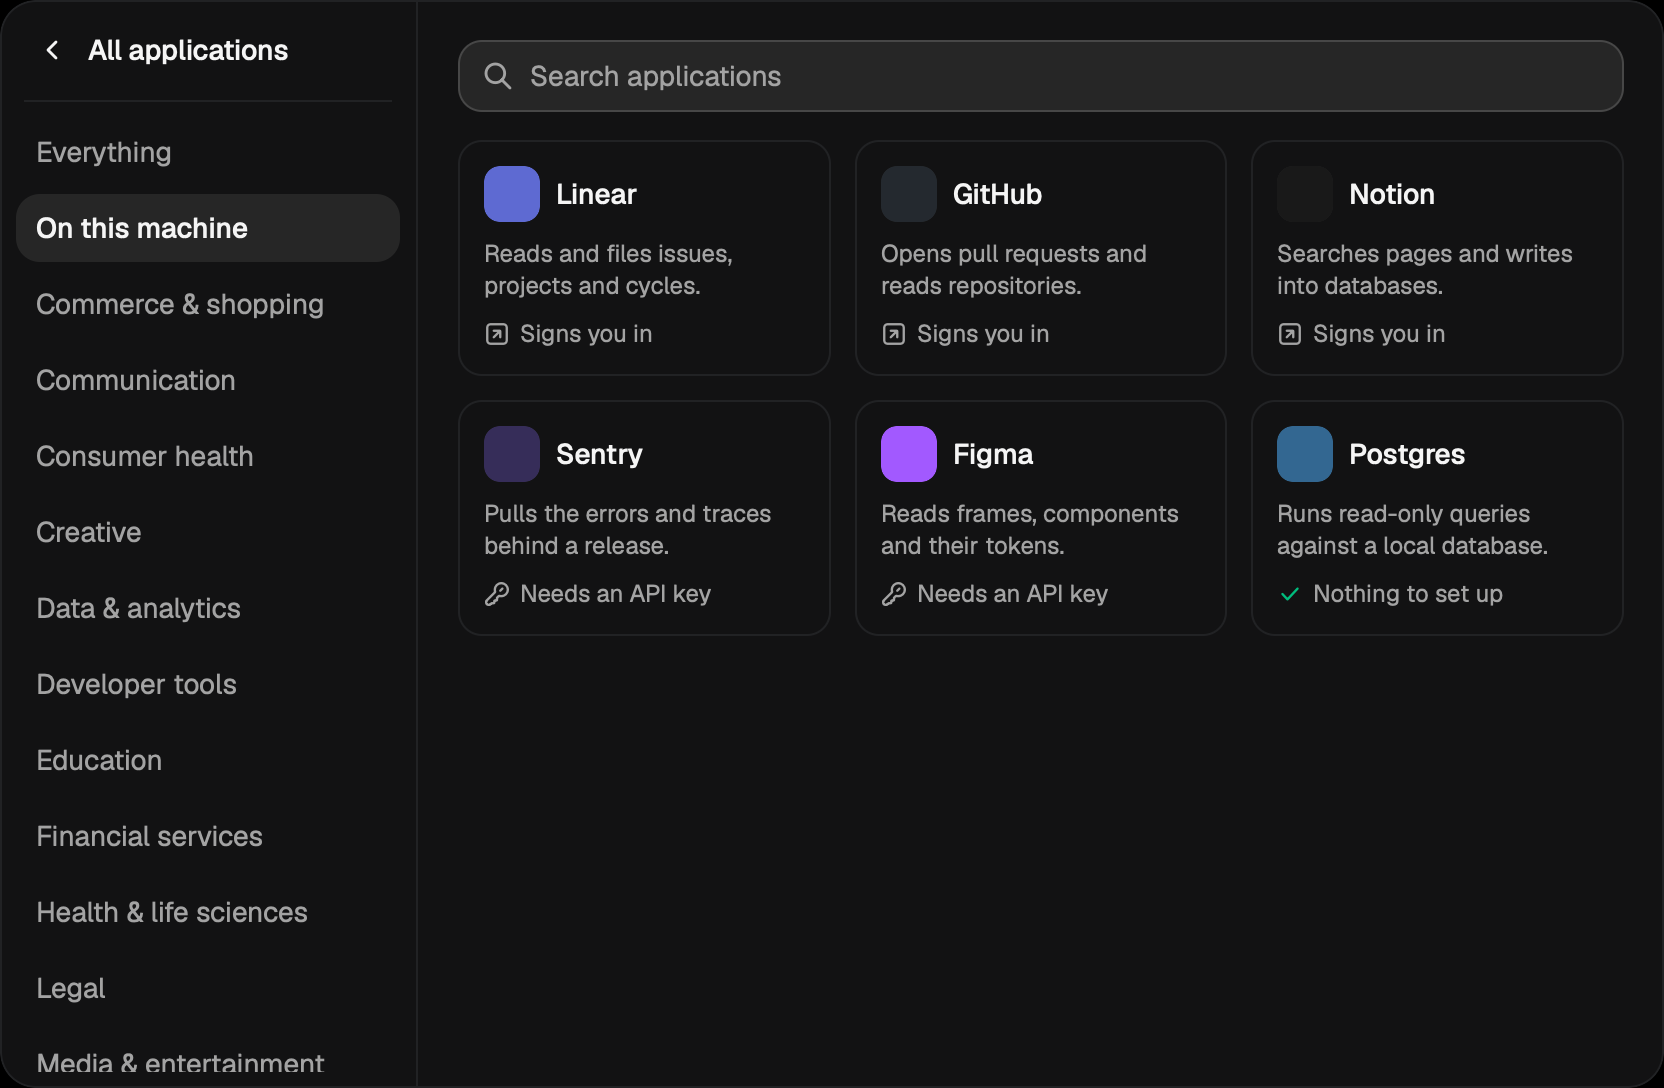 All applications
Everything
On this machine
Commerce & shopping
Communication
Consumer health
Creative
Data & analytics
Developer tools
Education
Financial services
Health & life sciences
Legal
Media & entertainment
Search applications
Linear
Reads and files issues,
projects and cycles.
Signs you in
GitHub
Opens pull requests and
reads repositories.
Signs you in
Notion
Searches pages and writes
into databases.
Signs you in
Sentry
Pulls the errors and traces
behind a release.
Needs an API key
Figma
Reads frames, components
and their tokens.
Needs an API key
Postgres
Runs read-only queries
against a local database.
Nothing to set up